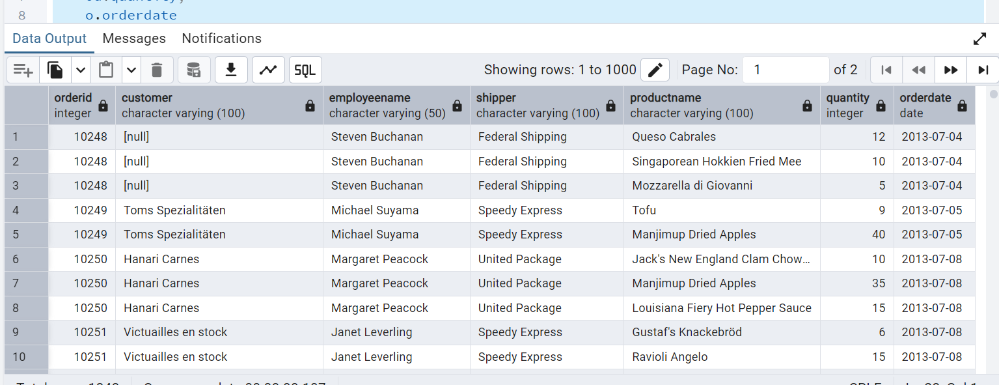 8 o.orderdate
Data Output Messages Notifications
SQL Showing rows: 1 to 1000 Page No: 1 of 2
orderid customer employeename shipper productname quantity orderdate
integer character varying (100) character varying (50) character varying (100) character varying (100) integer date
1 10248 [null] Steven Buchanan Federal Shipping Queso Cabrales 12 2013-07-04
2 10248 [null] Steven Buchanan Federal Shipping Singaporean Hokkien Fried Mee 10 2013-07-04
3 10248 [null] Steven Buchanan Federal Shipping Mozzarella di Giovanni 5 2013-07-04
4 10249 Toms Spezialitäten Michael Suyama Speedy Express Tofu 9 2013-07-05
5 10249 Toms Spezialitäten Michael Suyama Speedy Express Manjimup Dried Apples 40 2013-07-05
6 10250 Hanari Carnes Margaret Peacock United Package Jack's New England Clam Chow... 10 2013-07-08
7 10250 Hanari Carnes Margaret Peacock United Package Manjimup Dried Apples 35 2013-07-08
8 10250 Hanari Carnes Margaret Peacock United Package Louisiana Fiery Hot Pepper Sauce 15 2013-07-08
9 10251 Victuailles en stock Janet Leverling Speedy Express Gustaf's Knackebröd 6 2013-07-08
10 10251 Victuailles en stock Janet Leverling Speedy Express Ravioli Angelo 15 2013-07-08